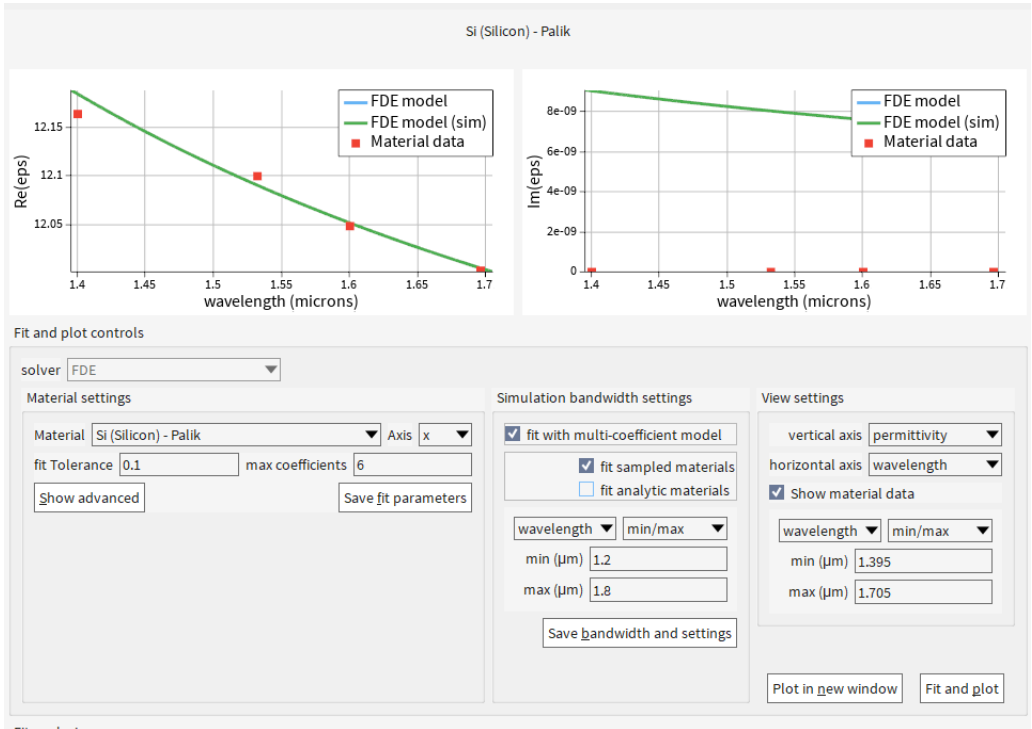 Si (Silicon) - Palik
FDE model
FDE model (sim)
Material data
12.15
12.1
12.05
Re(eps)
1.4 1.45 1.5 1.55 1.6 1.65 1.7
wavelength (microns)
FDE model
FDE model (sim)
Material data
8e-09
6e-09
4e-09
2e-09
0
Im(eps)
1.4 1.45 1.5 1.55 1.6 1.65 1.7
wavelength (microns)
Fit and plot controls
solver FDE
Material settings
Material Si (Silicon) - Palik Axis x
fit Tolerance 0.1 max coefficients 6
Show advanced Save fit parameters
Simulation bandwidth settings
fit with multi-coefficient model
fit sampled materials
fit analytic materials
wavelength min/max
min (μm) 1.2
max (μm) 1.8
Save bandwidth and settings
View settings
vertical axis permittivity
horizontal axis wavelength
Show material data
wavelength min/max
min (μm) 1.395
max (μm) 1.705
Plot in new window Fit and plot